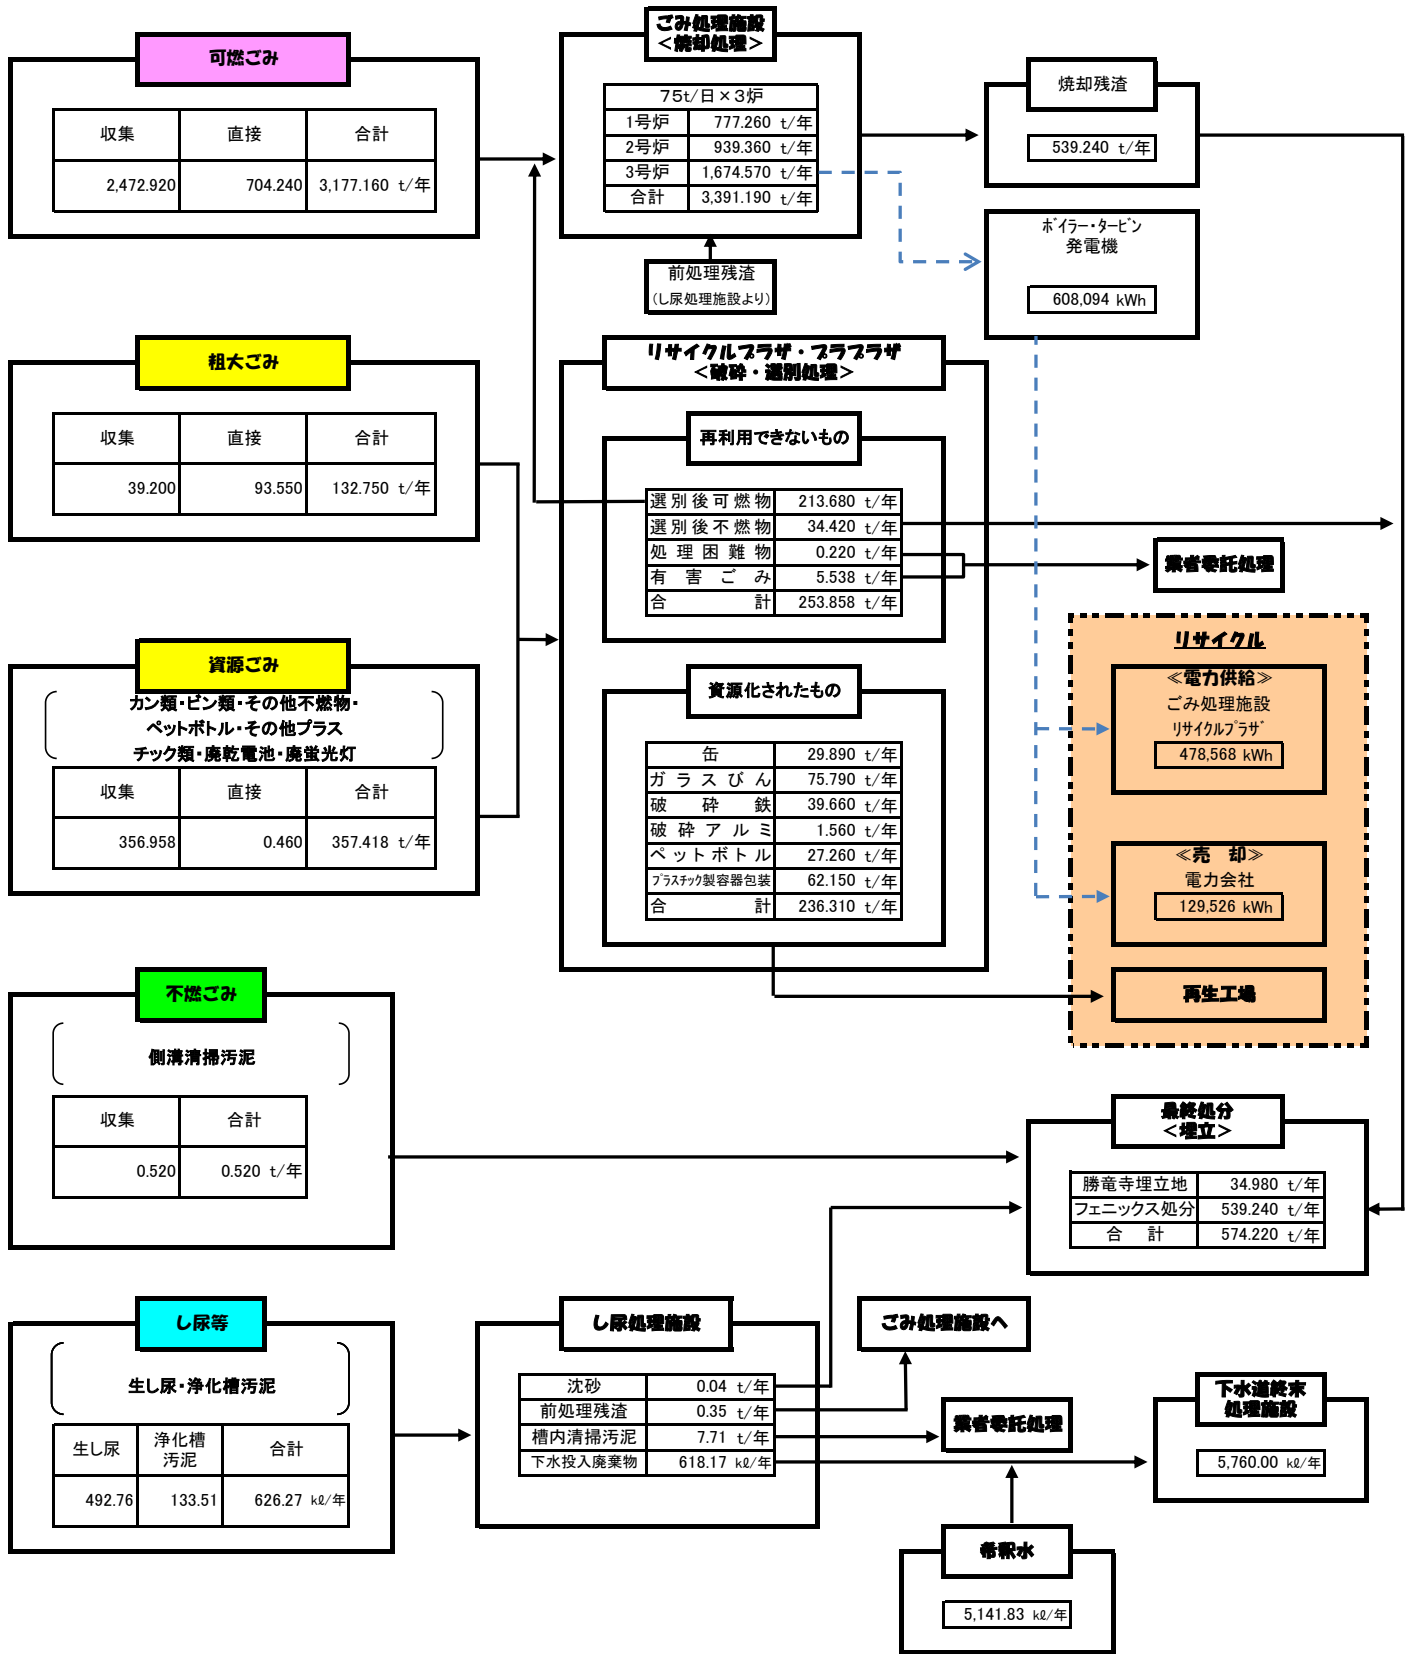 可燃ごみ
収集 直接 合計
2,472.920 704.240 3,177.160 t/年
ごみ処理施設
＜焼却処理＞
75t/日×3炉
1号炉 777.260 t/年
2号炉 939.360 t/年
3号炉 1,674.570 t/年
合計 3,391.190 t/年
前処理残渣
(し尿処理施設より)
焼却残渣
539.240 t/年
ボイラー・タービン
発電機
608,094 kWh
粗大ごみ
収集 直接 合計
39.200 93.550 132.750 t/年
リサイクルプラザ・プラプラザ
＜破砕・選別処理＞
再利用できないもの
選別後可燃物 213.680 t/年
選別後不燃物 34.420 t/年
処理困難物 0.220 t/年
有害ごみ 5.538 t/年
合計 253.858 t/年
業者委託処理
資源ごみ
カン類・ビン類・その他不燃物・
ペットボトル・その他プラス
チック類・廃乾電池・廃蛍光灯
収集 直接 合計
356.958 0.460 357.418 t/年
資源化されたもの
缶 29.890 t/年
ガラスびん 75.790 t/年
破砕鉄 39.660 t/年
破砕アルミ 1.560 t/年
ペットボトル 27.260 t/年
プラスチック製容器包装 62.150 t/年
合計 236.310 t/年
リサイクル
≪電力供給≫
ごみ処理施設
リサイクルプラザ
478,568 kWh
≪売 却≫
電力会社
129,526 kWh
再生工場
不燃ごみ
側溝清掃汚泥
収集 合計
0.520 0.520 t/年
最終処分
＜埋立＞
勝竜寺埋立地 34.980 t/年
フェニックス処分 539.240 t/年
合 計 574.220 t/年
し尿等
生し尿・浄化槽汚泥
生し尿 浄化槽汚泥 合計
492.76 133.51 626.27 kℓ/年
し尿処理施設
沈砂 0.04 t/年
前処理残渣 0.35 t/年
槽内清掃汚泥 7.71 t/年
下水投入廃棄物 618.17 kℓ/年
ごみ処理施設へ
業者委託処理
下水道終末
処理施設
5,760.00 kℓ/年
希釈水
5,141.83 kℓ/年